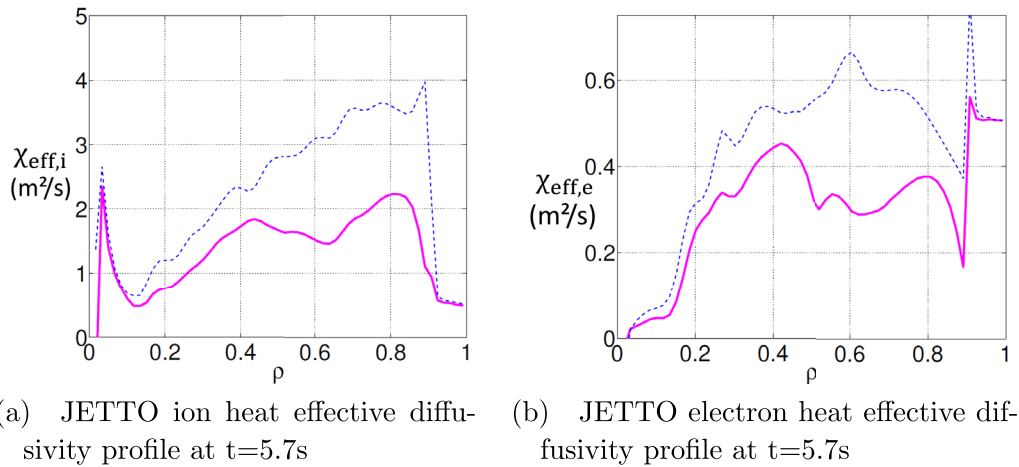 5
4
3
2
1
0
χeff,i
(m²/s)
0 0.2 0.4 0.6 0.8 1
ρ
0.6
0.4
0.2
0
χeff,e
(m²/s)
0 0.2 0.4 0.6 0.8 1
ρ
a) JETTO ion heat effective diffu-
sivity profile at t=5.7s
(b) JETTO electron heat effective dif-
fusivity profile at t=5.7s